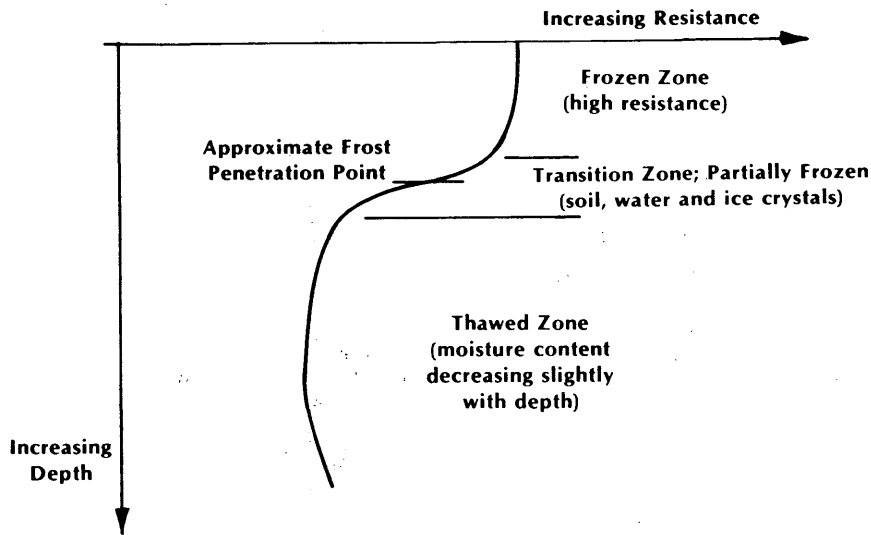 Increasing Resistance
Frozen Zone
(high resistance)
Approximate Frost
Penetration Point
Transition Zone; Partially Frozen
(soil, water and ice crystals)
Thawed Zone
(moisture content
decreasing slightly
with depth)
Increasing
Depth